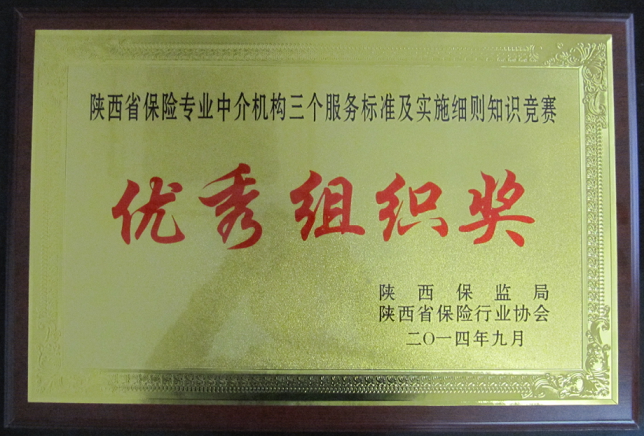 陕西省保险专业中介机构三个服务标准及实施细则知识竞赛
优秀组织奖
陕西保监局
陕西省保险行业协会
二〇一四年九月